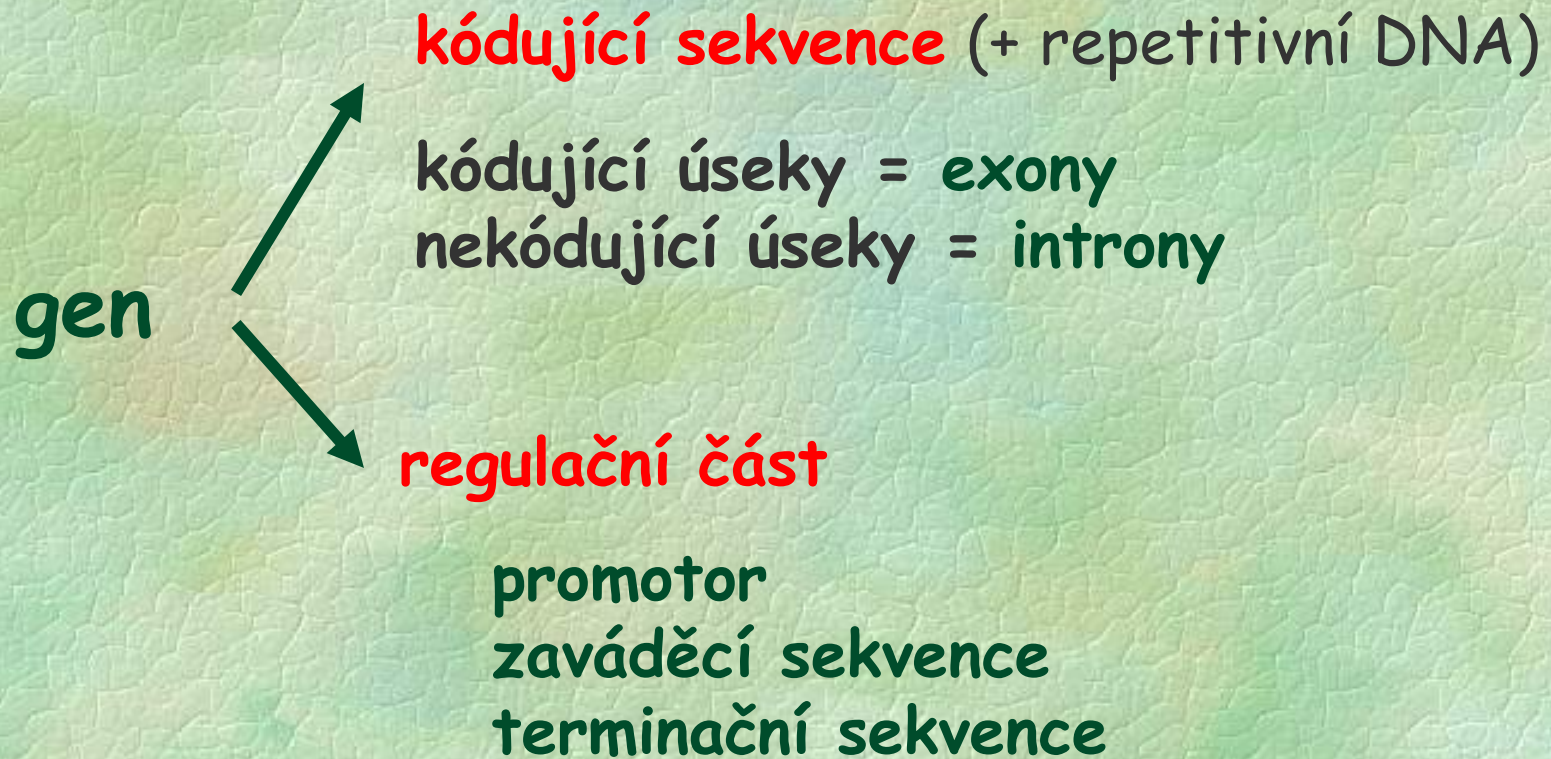 kódující sekvence (+ repetitivní DNA)
kódující úseky = exony
nekódující úseky = introny
gen
regulační část
promotor
zaváděcí sekvence
terminační sekvence